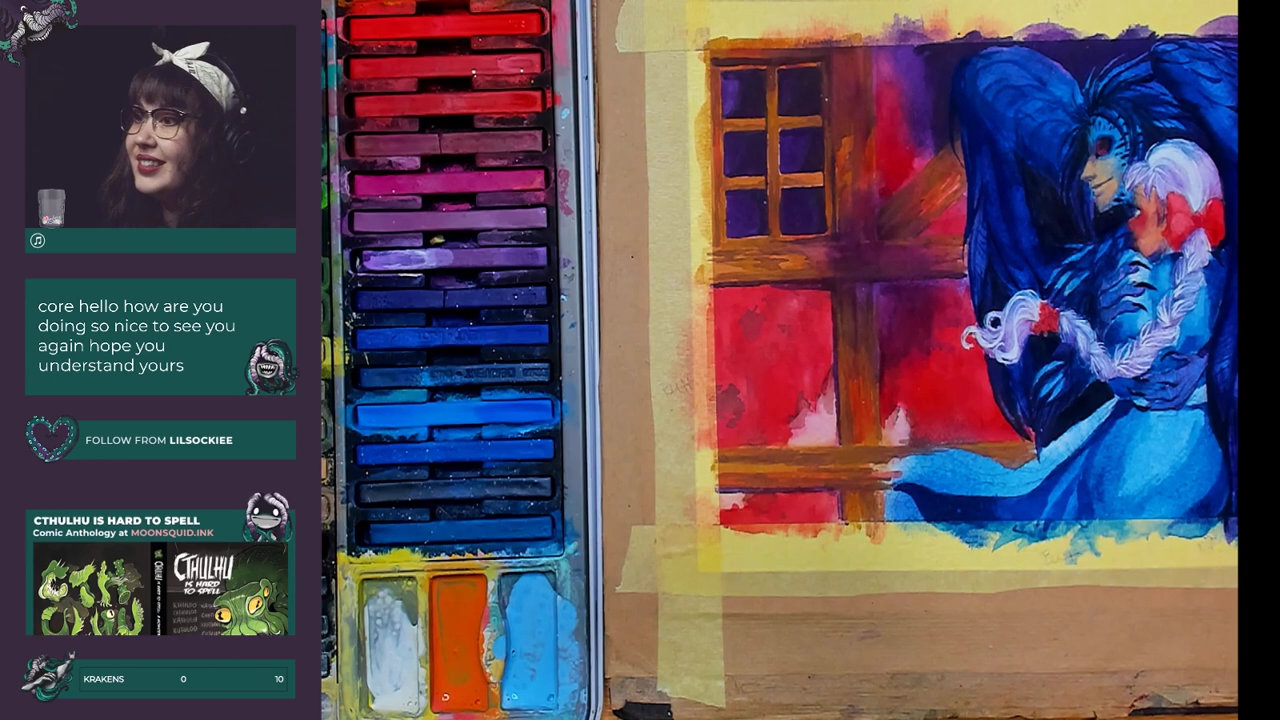 core hello how are you
doing so nice to see you
again hope you
understand yours
FOLLOW FROM LILSOCKIEE
CTHULHU IS HARD TO SPELL
Comic Anthology at MOONSQUID.INK
CTHULHU
IS HARD
TO SPELL
KRAKENS 0 10